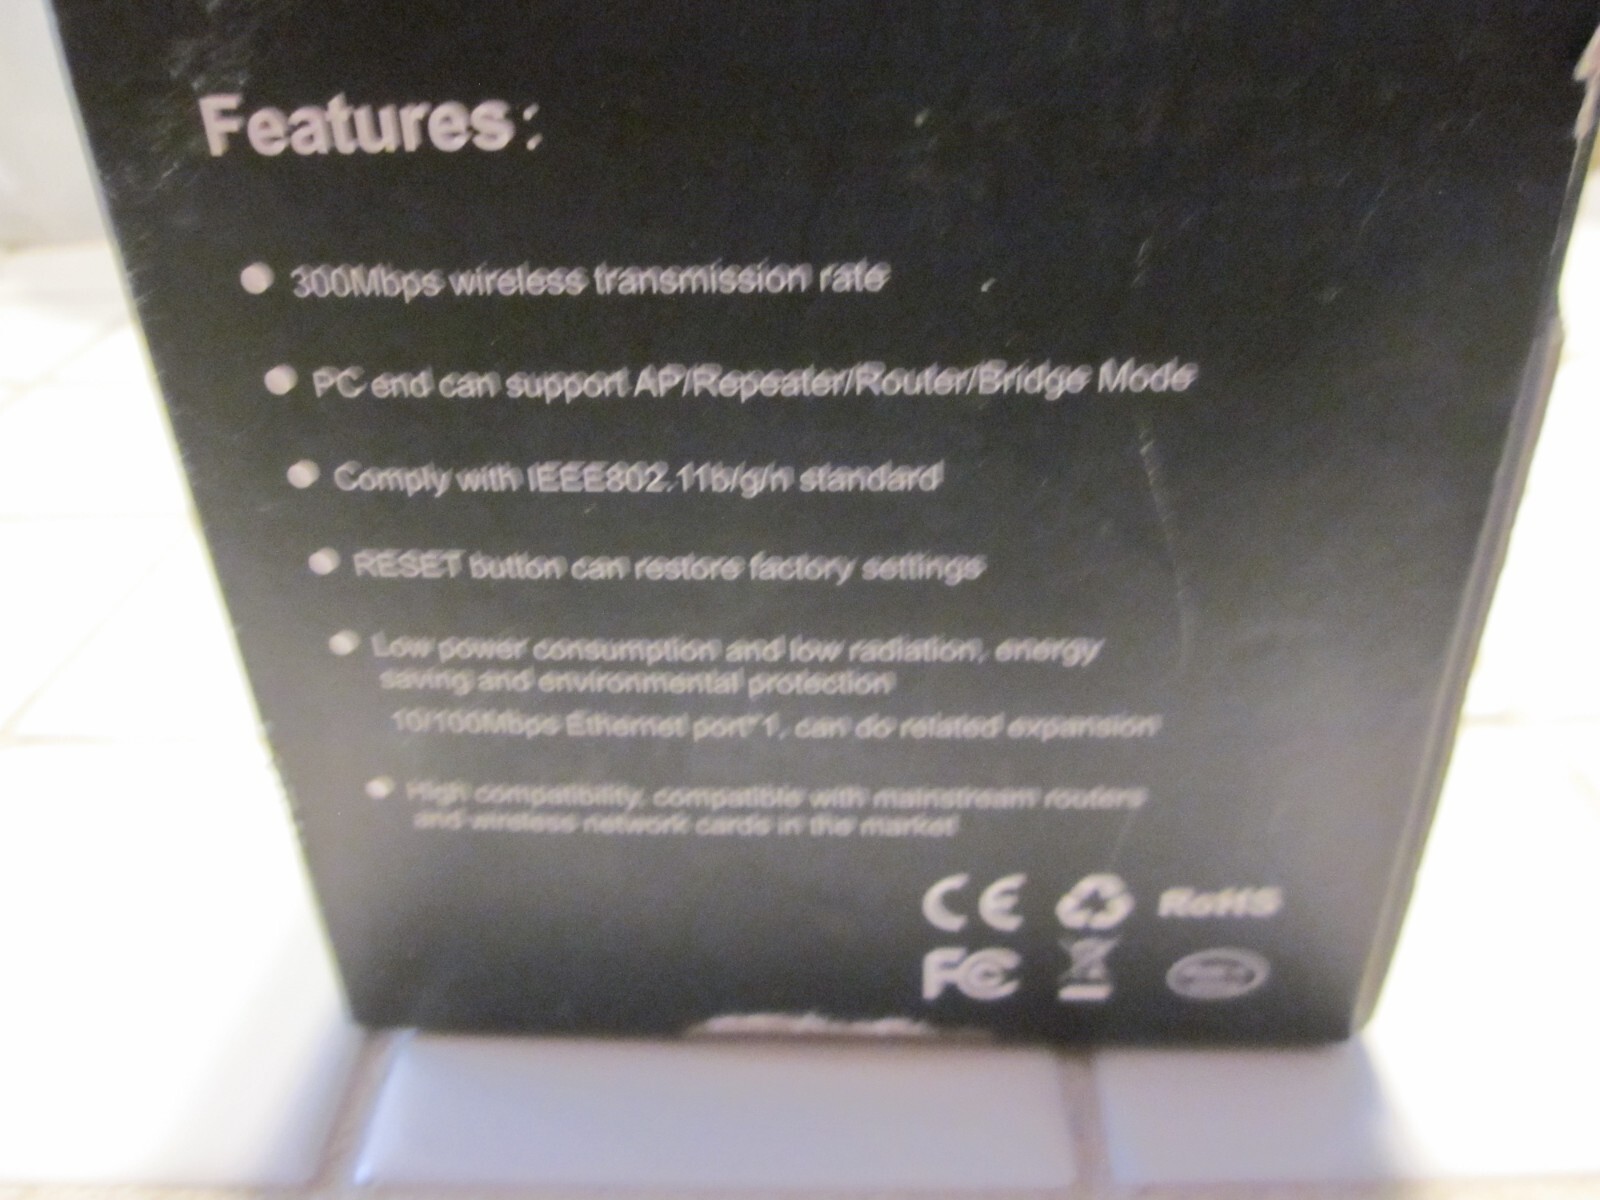 Features:
300Mbps wireless transmission rate
PC end can support AP/Repeater/Router/Bridge Mode
Comply with IEEE802.11b/g/n standard
RESET button can restore factory settings
Low power consumption and low radiation, energy
saving and environmental protection
10/100Mbps Ethernet port*1, can do related expansion
High compatibility, compatible with mainstream routers
and wireless network cards in the market
CE RoHS
FC